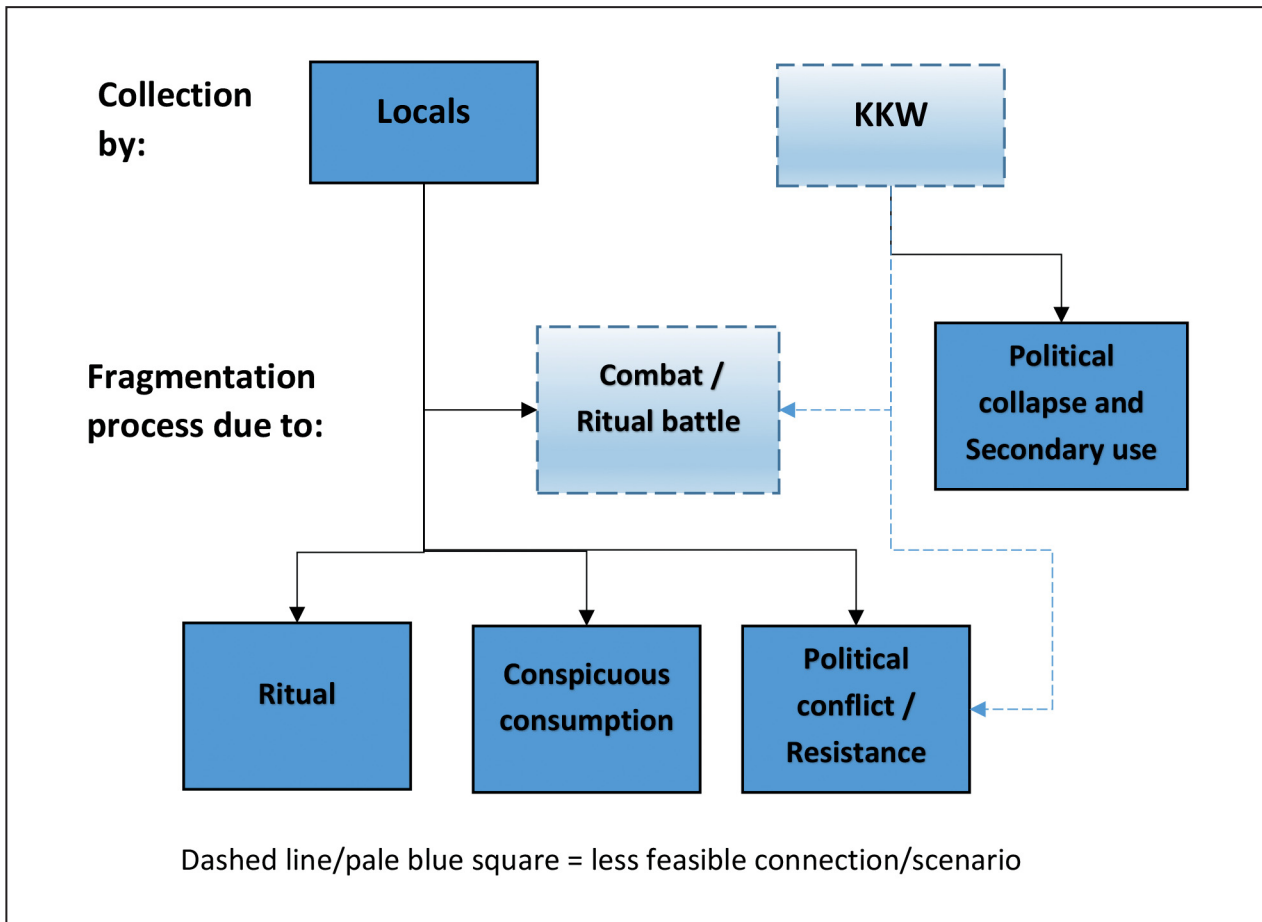 Collection
by:
Locals
KKW
Fragmentation
process due to:
Combat /
Ritual battle
Political
collapse and
Secondary use
Ritual
Conspicuous
consumption
Political
conflict /
Resistance
Dashed line/pale blue square = less feasible connection/scenario